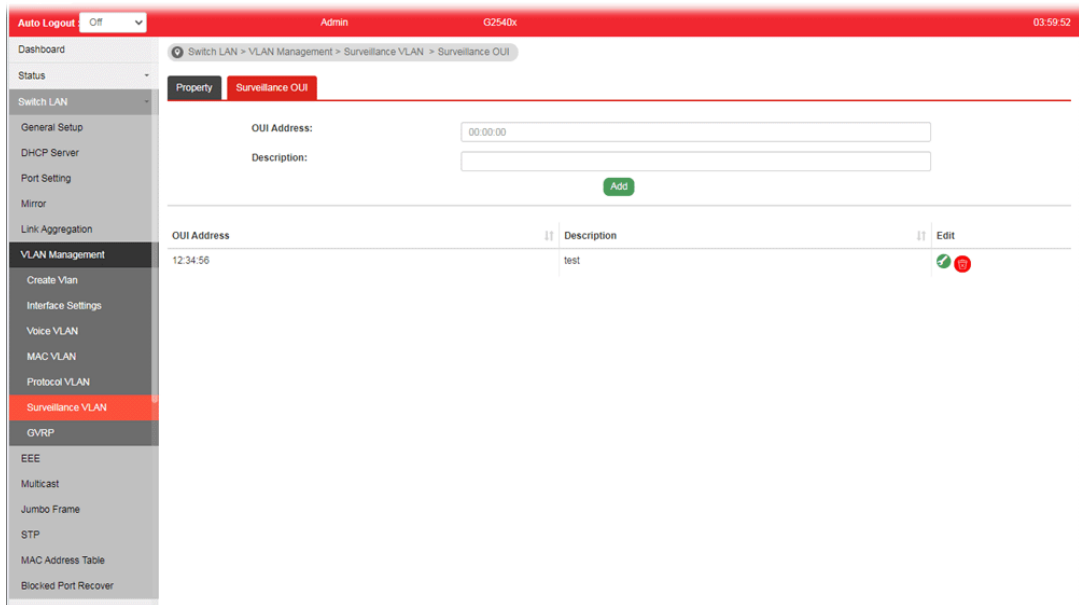 Auto Logout : Off Admin G2540x 03:59:52
Dashboard
Switch LAN > VLAN Management > Surveillance VLAN > Surveillance OUI
Status
Switch LAN
General Setup
DHCP Server
Port Setting
Mirror
Link Aggregation
VLAN Management
Create Vlan
Interface Settings
Voice VLAN
MAC VLAN
Protocol VLAN
Surveillance VLAN
GVRP
EEE
Multicast
Jumbo Frame
STP
MAC Address Table
Blocked Port Recover
Property Surveillance OUI
OUI Address: 00:00:00
Description:
Add
OUI Address Description Edit
12:34:56 test